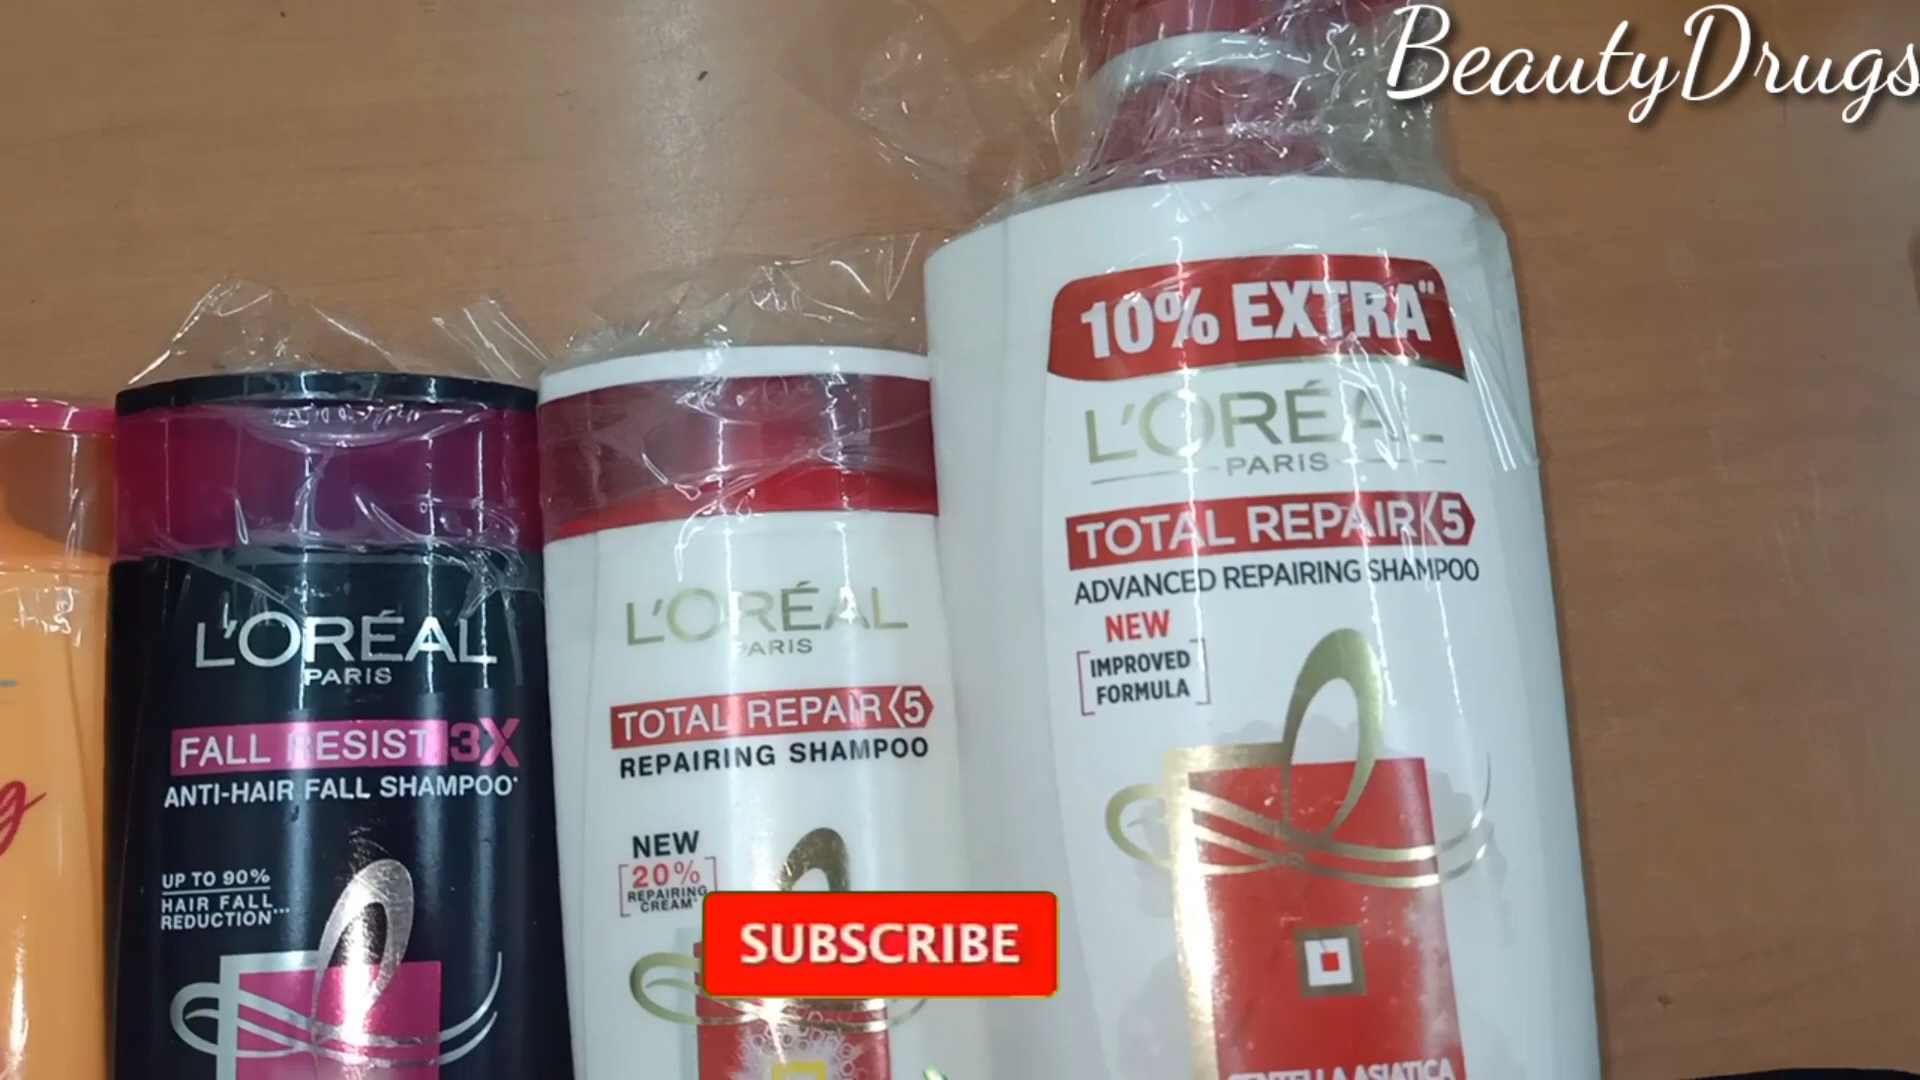 BeautyDrugs
L'ORÉAL
PARIS
FALL RESIST 3X
ANTI-HAIR FALL SHAMPOO*
UP TO 90%
HAIR FALL
REDUCTION***
L'ORÉAL
PARIS
TOTAL REPAIR 5
REPAIRING SHAMPOO
NEW
20%
REPAIRING
CREAM*
10% EXTRA"
L'ORÉAL
PARIS
TOTAL REPAIR 5
ADVANCED REPAIRING SHAMPOO
NEW
IMPROVED
FORMULA
CENTELLA ASIATICA
SUBSCRIBE